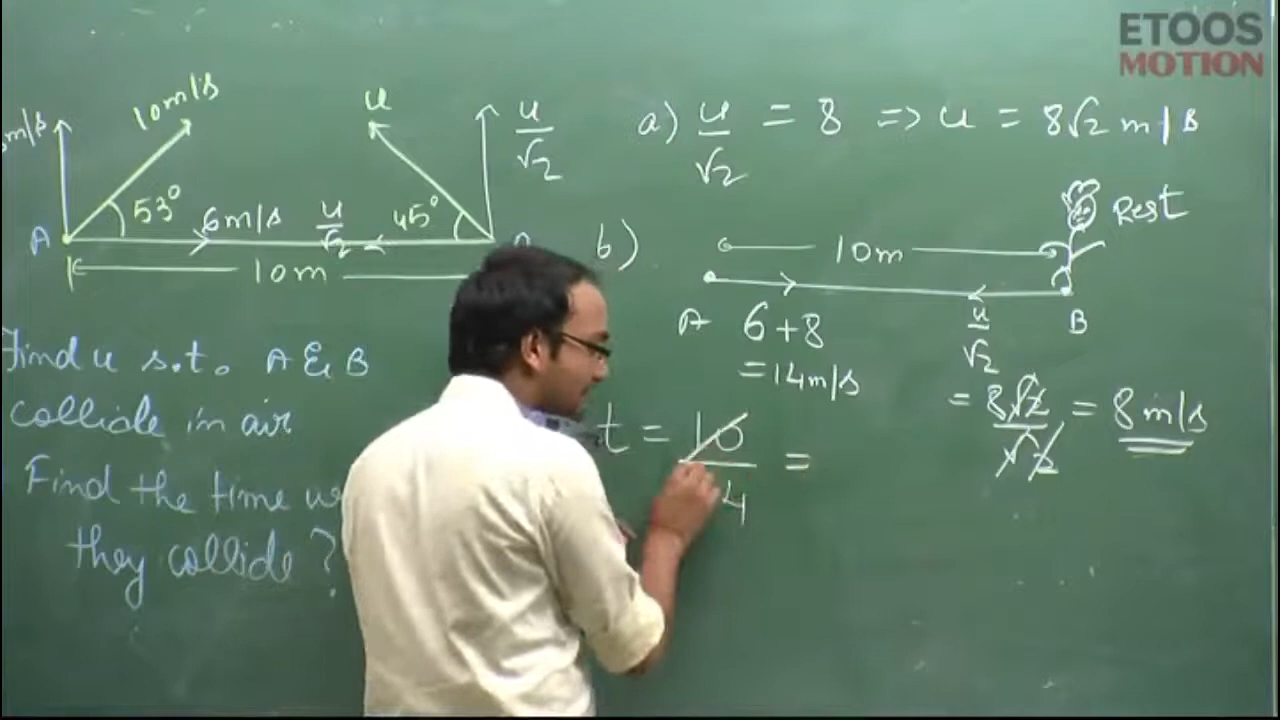 ETOOS
MOTION
m/s
10m/s
u
u/√2
53°
6m/s
u/√2
45°
A
10m
Find u s.t. A & B
collide in air
Find the time
they collide ?
a) u/√2 = 8 => u = 8√2 m/s
b)
Rest
10m
A
6+8
= 14 m/s
u/√2
B
= 8√2/√2 = 8 m/s
t = 10/ 4 =